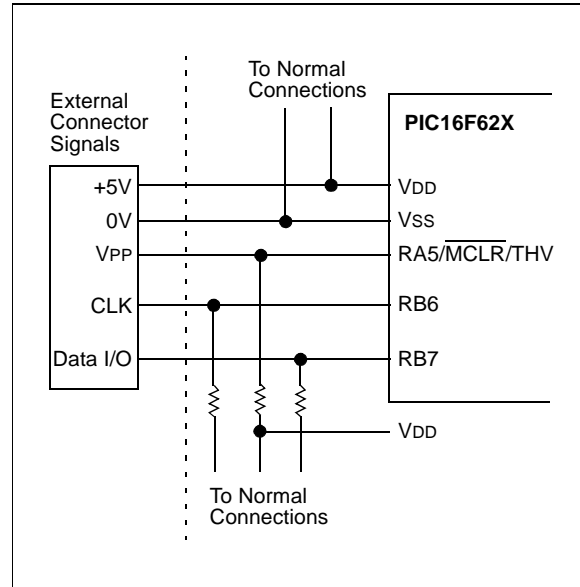 To Normal
Connections
External
Connector
Signals
PIC16F62X
+5V
VDD
0V
VSS
VPP
RA5/MCLR/THV
CLK
RB6
Data I/O
RB7
VDD
To Normal
Connections